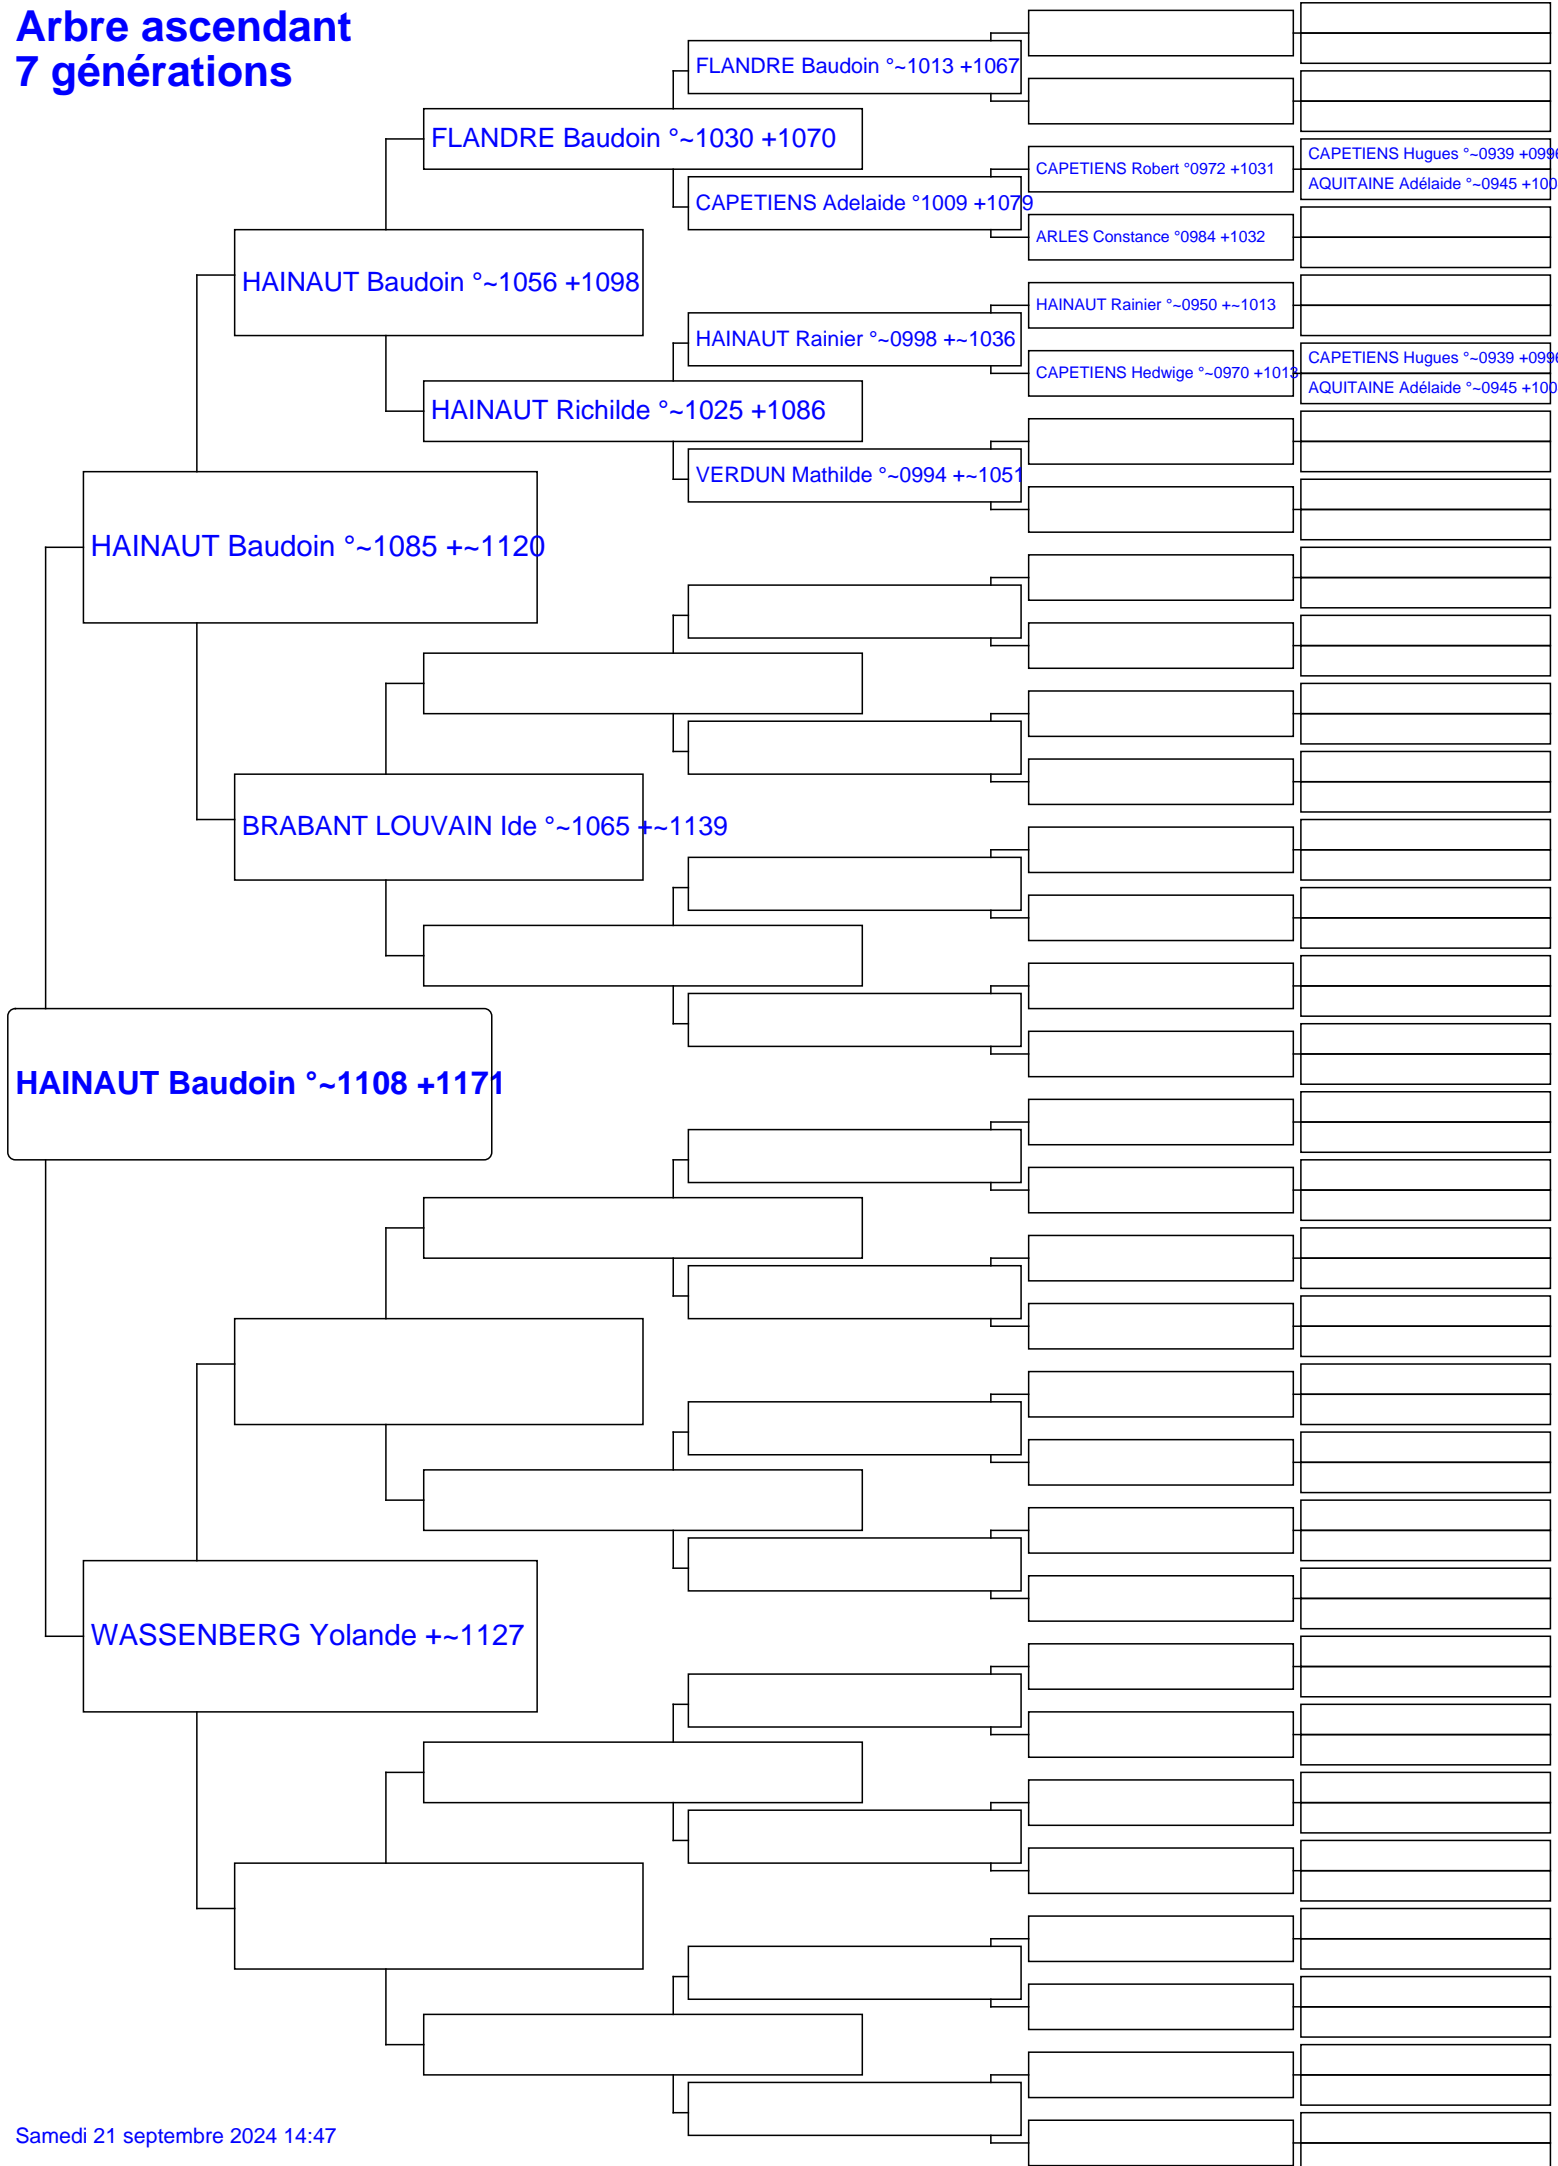 Arbre ascendant
7 générations
FLANDRE Baudoin °~1013 +1067
FLANDRE Baudoin °~1030 +1070
CAPETIENS Hugues °~0939 +0996
CAPETIENS Robert °0972 +1031
AQUITAINE Adélaide °~0945 +100
CAPETIENS Adelaide °1009 +1079
ARLES Constance °0984 +1032
HAINAUT Baudoin °~1056 +1098
HAINAUT Rainier °~0950 +~1013
HAINAUT Rainier °~0998 +~1036
CAPETIENS Hugues °~0939 +0996
CAPETIENS Hedwige °~0970 +1013
AQUITAINE Adélaide °~0945 +100
HAINAUT Richilde °~1025 +1086
VERDUN Mathilde °~0994 +~1051
HAINAUT Baudoin °~1085 +~1120
BRABANT LOUVAIN Ide °~1065 +~1139
HAINAUT Baudoin °~1108 +1171
WASSENBERG Yolande +~1127
Samedi 21 septembre 2024 14:47